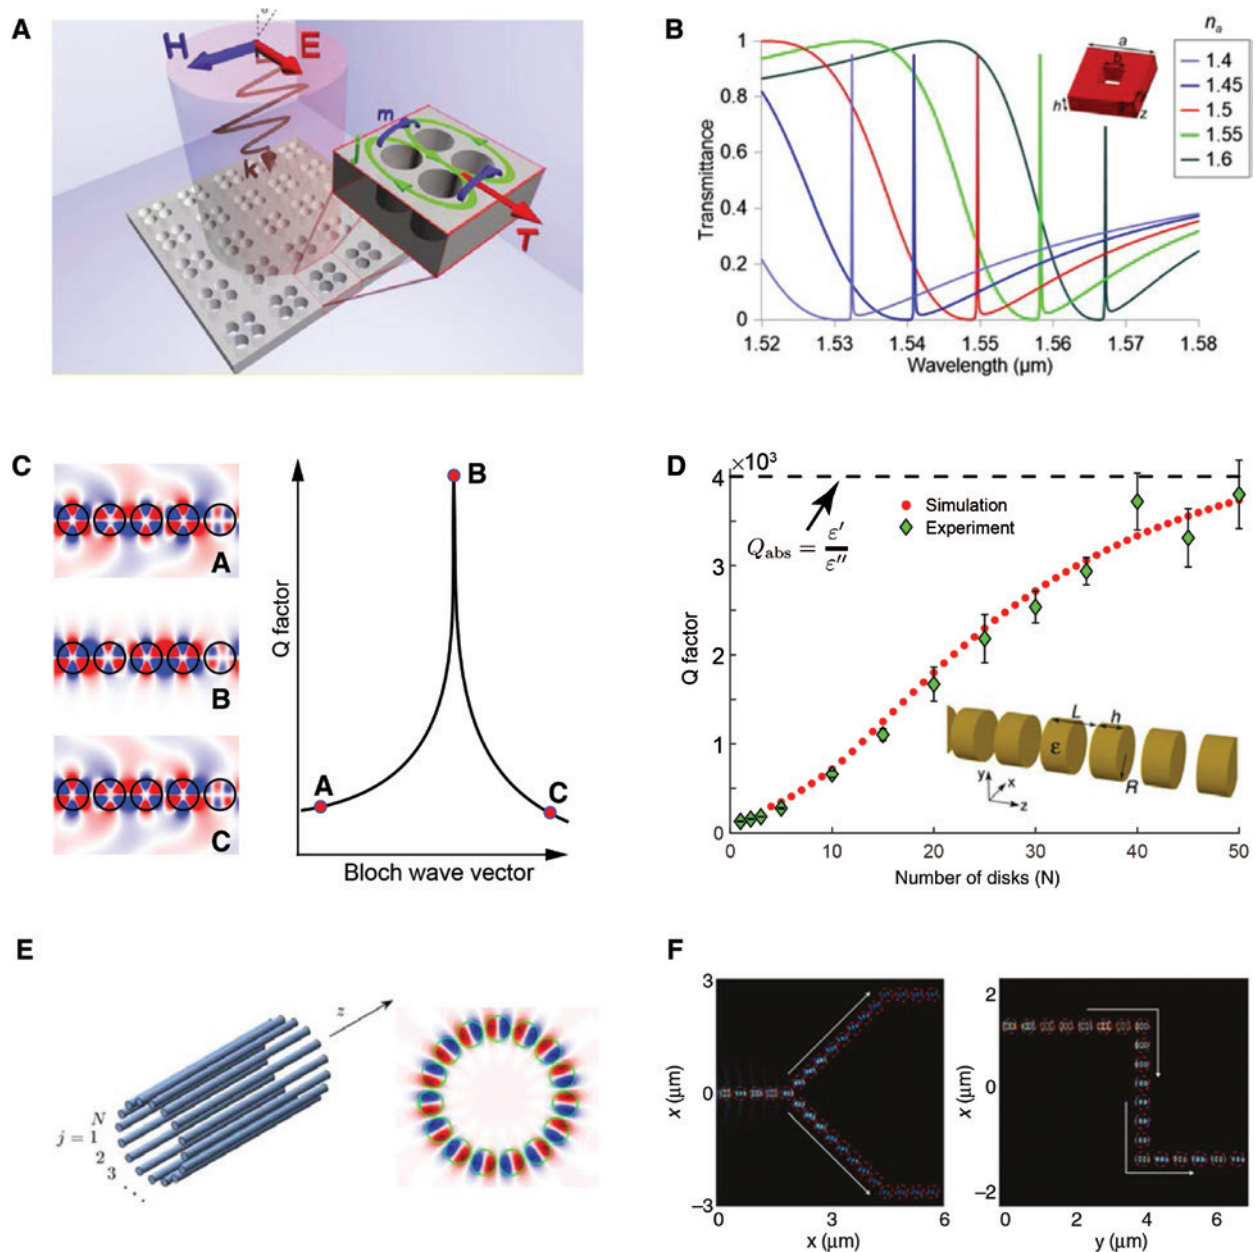 A
H
E
k
m
j
T
B
n_a
Transmittance
1
0.8
0.6
0.4
0.2
0
1.52 1.53 1.54 1.55 1.56 1.57 1.58
Wavelength (µm)
a
b
h
z
1.4
1.45
1.5
1.55
1.6
C
A
B
C
Q factor
B
A
C
Bloch wave vector
D
×10³
4
3
2
1
0
Q factor
Simulation
Experiment
Q_abs = ε′/ε″
L h
ε
R
y x
z
0 10 20 30 40 50
Number of disks (N)
E
z
N
j = 1
2
3
F
3
0
–3
x (µm)
0 2 4 6
x (µm)
2
0
–2
x (µm)
0 2 4 6
y (µm)